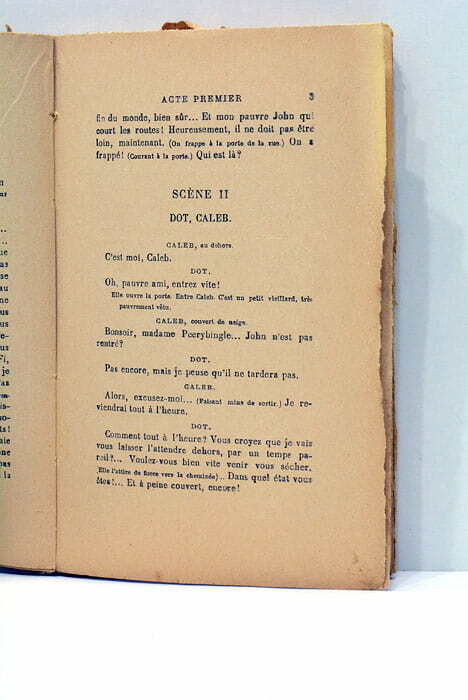 ACTE PREMIER 3
fin du monde, bien sûr... Et mon pauvre John qui
court les routes! Heureusement, il ne doit pas être
loin, maintenant. (On frappe à la porte de la rue.) On a
frappé! (Courant à la porte.) Qui est là?
SCÈNE II
DOT, CALEB.
CALEB, au dehors.
C'est moi, Caleb.
DOT.
Oh, pauvre ami, entrez vite!
Elle ouvre la porte. Entre Caleb. C'est un petit vieillard, très
pauvrement vêtu.
CALEB, couvert de neige.
Bonsoir, madame Peerybingle... John n'est pas
rentré?
DOT.
Pas encore, mais je pense qu'il ne tardera pas.
CALEB.
Alors, excusez-moi... (Faisant mine de sortir.) Je re-
viendrai tout à l'heure.
DOT.
Comment tout à l'heure? Vous croyez que je vais
vous laisser l'attendre dehors, par un temps pa-
reil?... Voulez-vous bien vite venir vous sécher.
(Elle l'attire de force vers la cheminée)... Dans quel état vous
êtes!... Et à peine couvert, encore!